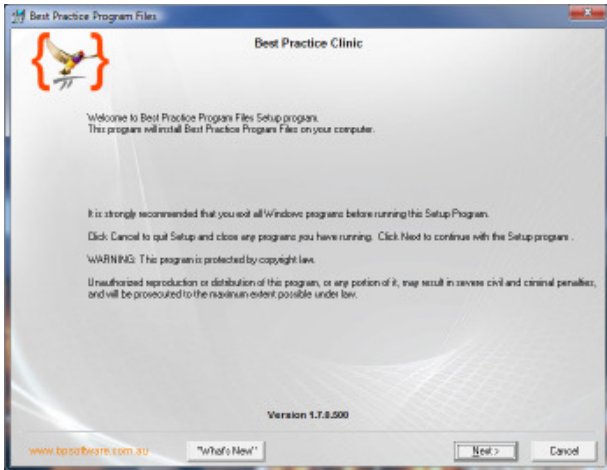 Best Practice Program Files
Best Practice Clinic
Welcome to Best Practice Program Files Setup program.
This program will install Best Practice Program Files on your computer.
It is strongly recommended that you exit all Windows programs before running this Setup Program.
Click Cancel to quit Setup and close any programs you have running. Click Next to continue with the Setup program .
WARNING: This program is protected by copyright law.
Unauthorized reproduction or distribution of this program, or any portion of it, may result in severe civil and criminal penalties,
and will be prosecuted to the maximum extent possible under law.
Version 1.7.0.500
www.bpsoftware.com.au "What's New" Next > Cancel